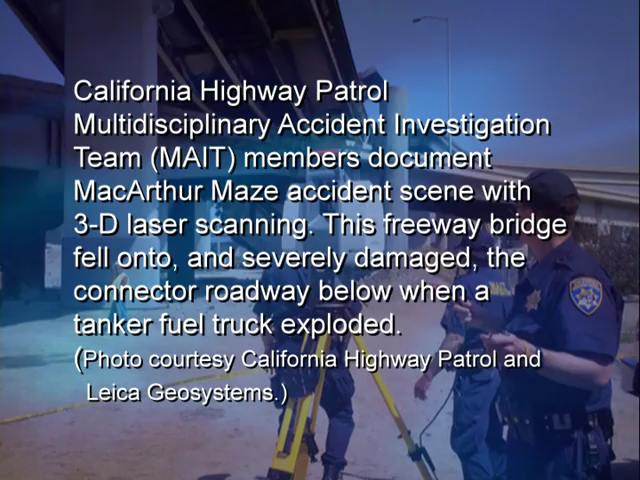 California Highway Patrol
Multidisciplinary Accident Investigation
Team (MAIT) members document
MacArthur Maze accident scene with
3-D laser scanning. This freeway bridge
fell onto, and severely damaged, the
connector roadway below when a
tanker fuel truck exploded.
(Photo courtesy California Highway Patrol and
Leica Geosystems.)